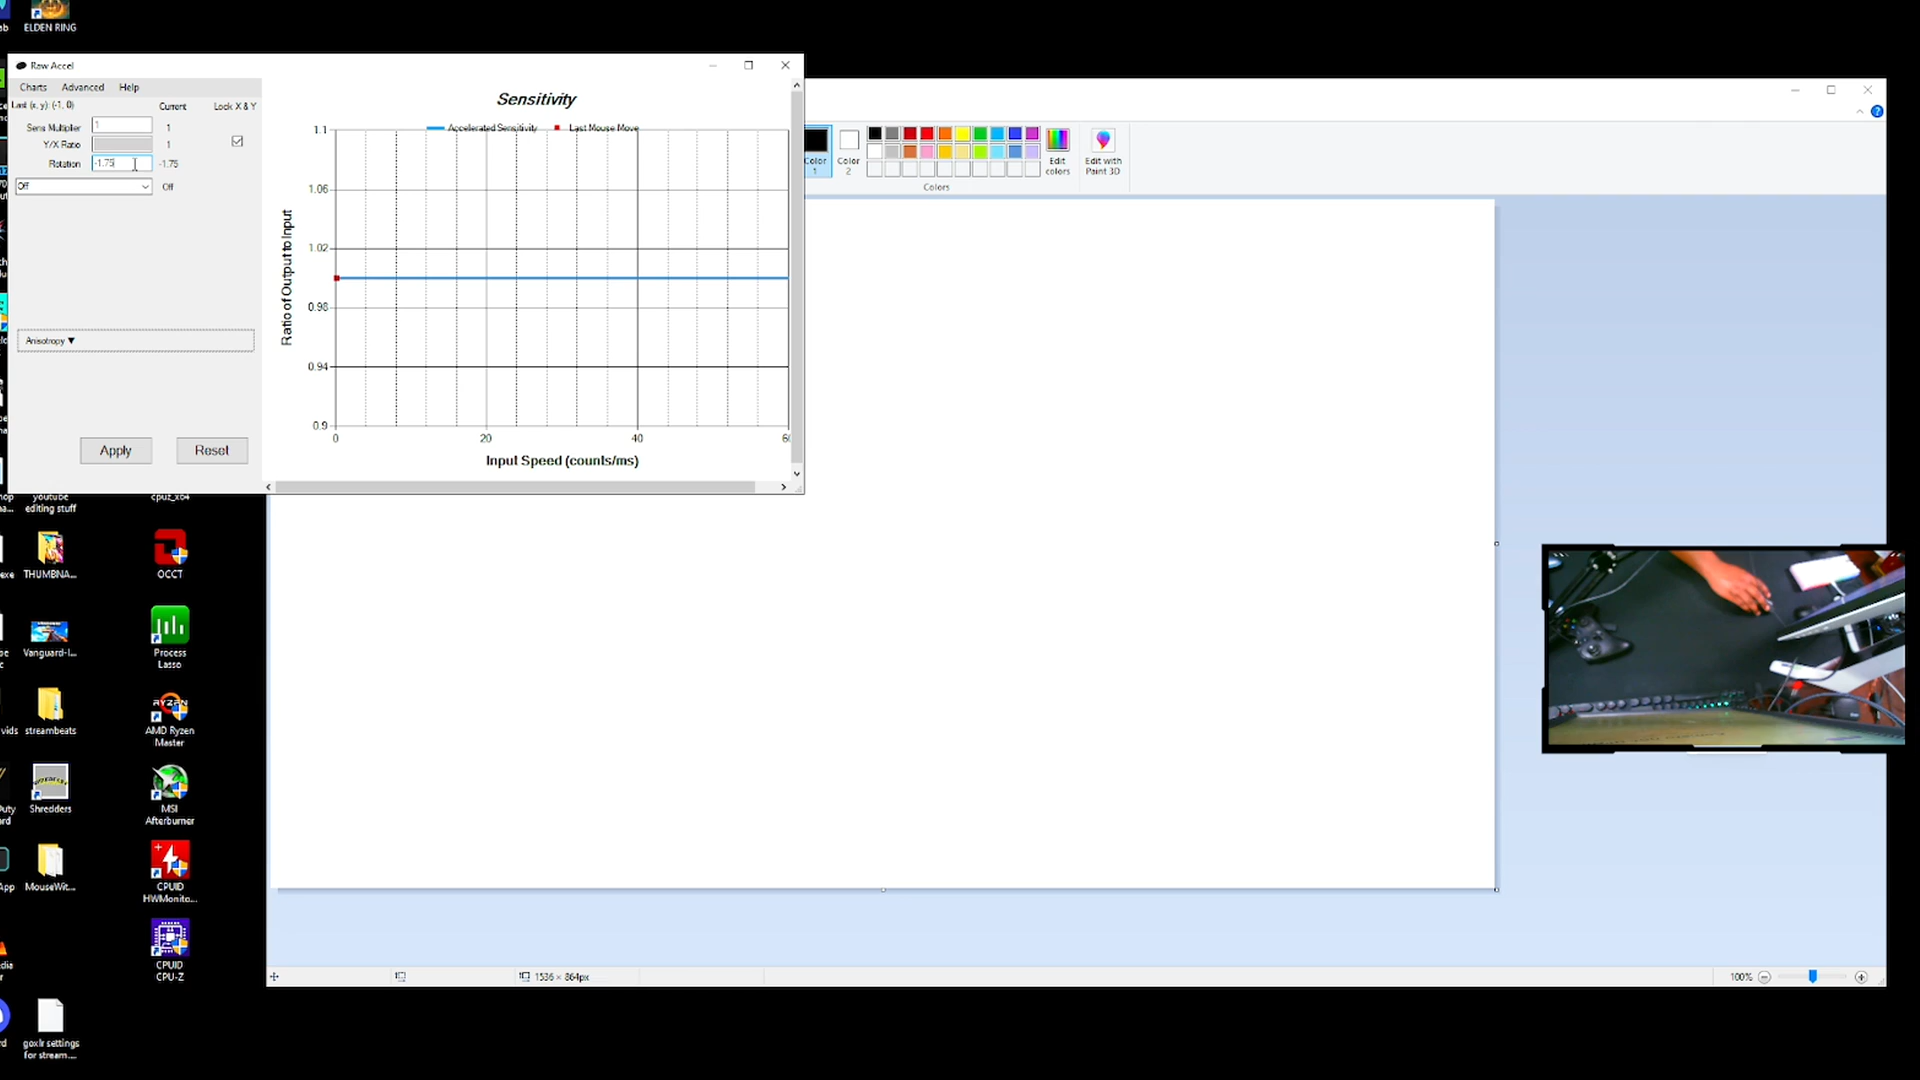 ELDEN RING
Raw Accel
Charts Advanced Help
Last (x, y): (-1, 0)
Current
Lock X & Y
Sens Multiplier 1 1
Y/X Ratio 1
Rotation -1.75 -1.75
Off Off
Anisotropy ▼
Apply
Reset
Sensitivity
Accelerated Sensitivity
Last Mouse Move
1.1
1.06
1.02
0.98
0.94
0.9
Ratio of Output to Input
0 20 40
Input Speed (counts/ms)
Color 1
Color 2
Edit colors
Edit with Paint 3D
Colors
youtube editing stuff
cpuz_x64
THUMBNA...
OCCT
Vanguard-I...
Process Lasso
vids
streambeats
RYZEN
AMD Ryzen Master
Shredders
MSI Afterburner
App
MouseWit...
CPUID HWMonito...
CPUID CPU-Z
goxlr settings for stream....
1536 × 864px
100%